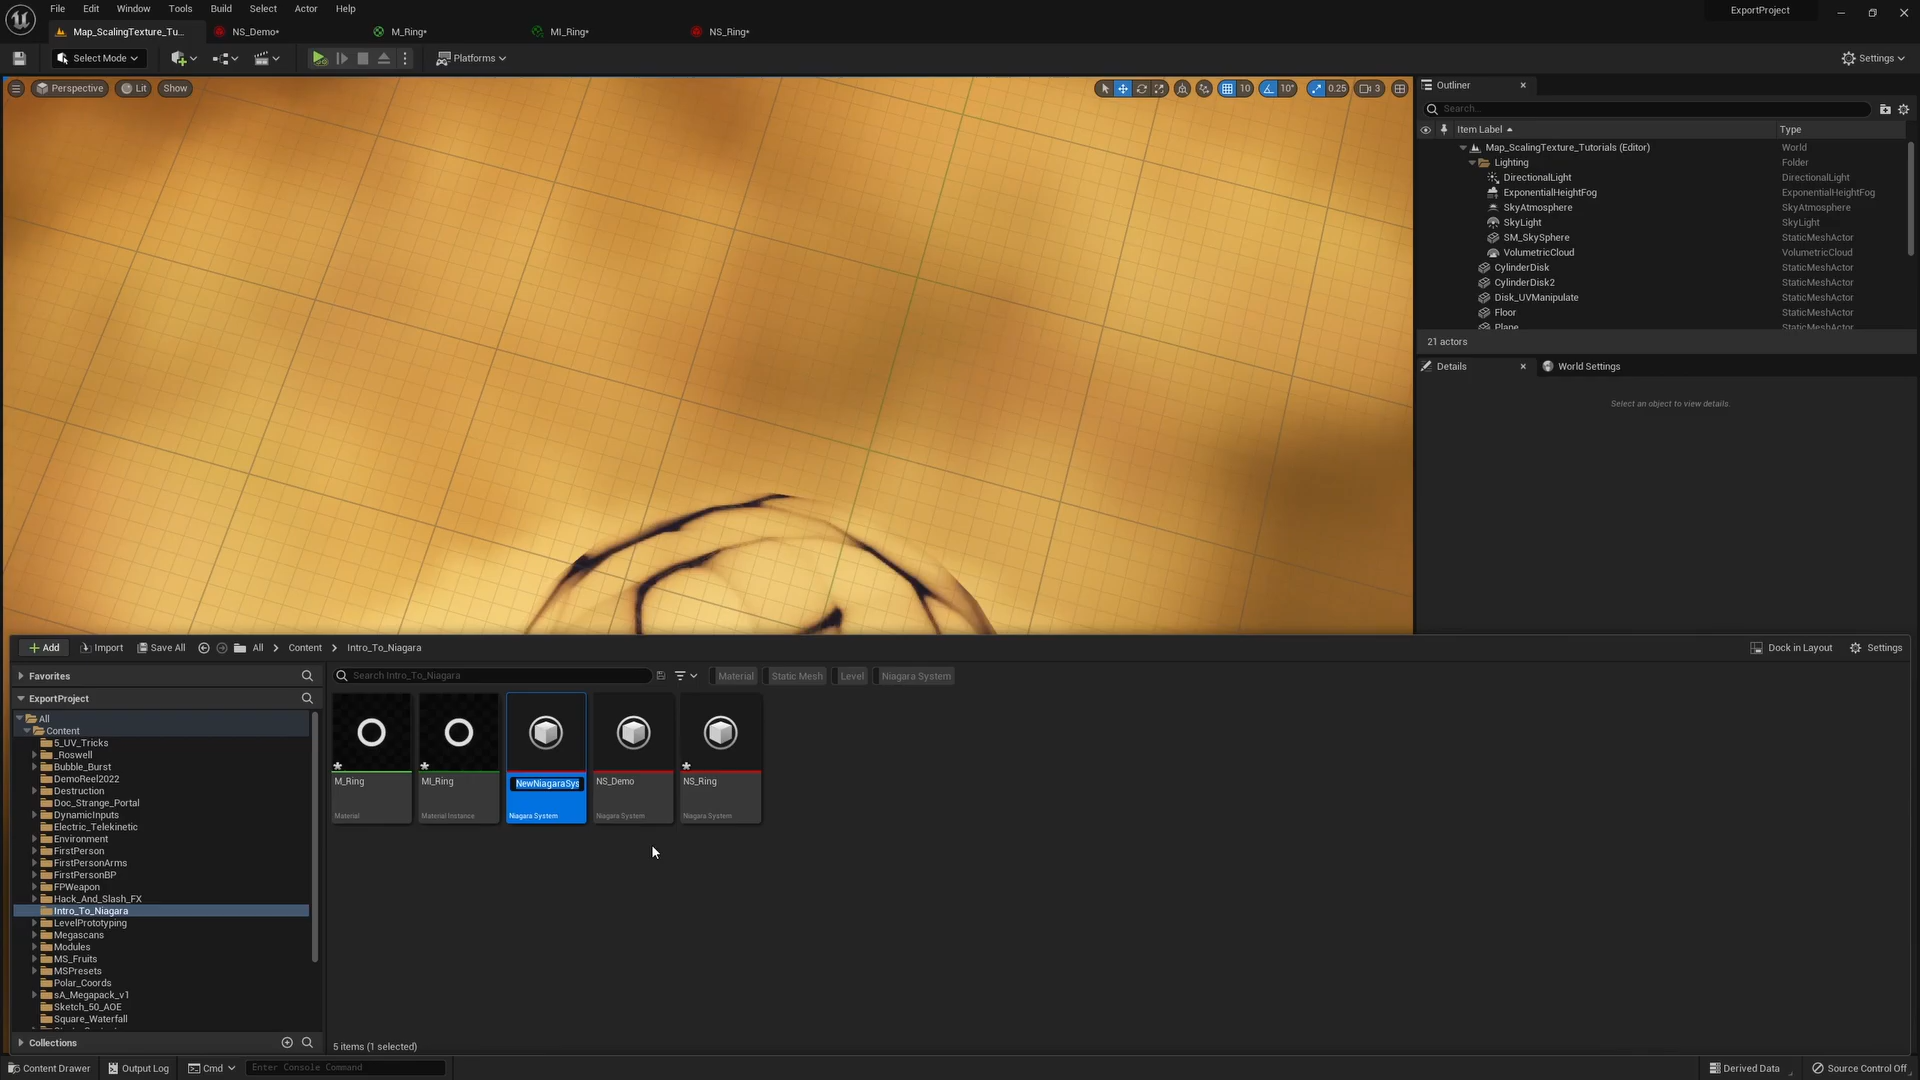 File Edit Window Tools Build Select Actor Help
ExportProject
Map_ScalingTexture_Tu... NS_Demo* M_Ring* MI_Ring* NS_Ring*
Select Mode Platforms Settings
Perspective Lit Show 10 10° 0.25 3
Outliner
Search...
Item Label Type
Map_ScalingTexture_Tutorials (Editor) World
Lighting Folder
DirectionalLight DirectionalLight
ExponentialHeightFog ExponentialHeightFog
SkyAtmosphere SkyAtmosphere
SkyLight SkyLight
SM_SkySphere StaticMeshActor
VolumetricCloud VolumetricCloud
CylinderDisk StaticMeshActor
CylinderDisk2 StaticMeshActor
Disk_UVManipulate StaticMeshActor
Floor StaticMeshActor
Plane StaticMeshActor
21 actors
Details World Settings
Select an object to view details.
Add Import Save All All Content Intro_To_Niagara Dock in Layout Settings
Favorites
Search Intro_To_Niagara Material Static Mesh Level Niagara System
ExportProject
All
Content
5_UV_Tricks
_Roswell
Bubble_Burst
DemoReel2022
Destruction
Doc_Strange_Portal
DynamicInputs
Electric_Telekinetic
Environment
FirstPerson
FirstPersonArms
FirstPersonBP
FPWeapon
Hack_And_Slash_FX
Intro_To_Niagara
LevelPrototyping
Megascans
Modules
MS_Fruits
MSPresets
Polar_Coords
sA_Megapack_v1
Sketch_50_AOE
Square_Waterfall
M_Ring MI_Ring NewNiagaraSys NS_Demo NS_Ring
Material Material Instance Niagara System Niagara System Niagara System
Collections
5 items (1 selected)
Content Drawer Output Log Cmd Enter Console Command Derived Data Source Control Off